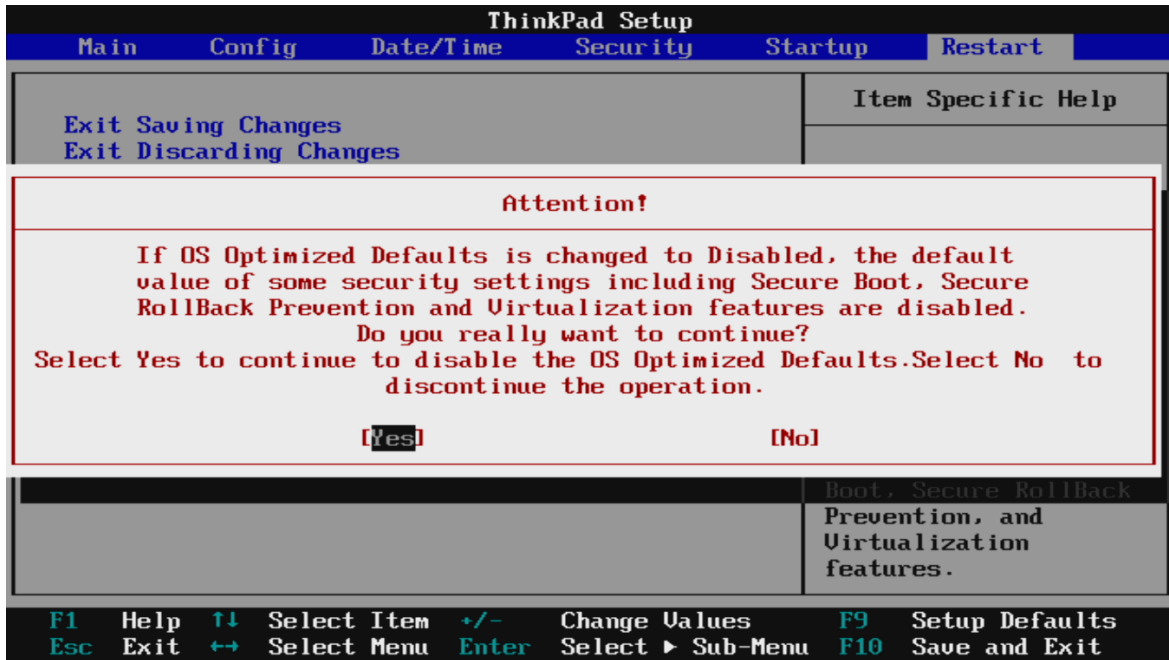 ThinkPad Setup
Main Config Date/Time Security Startup Restart
Item Specific Help
Exit Saving Changes
Exit Discarding Changes
Attention!
If OS Optimized Defaults is changed to Disabled, the default
value of some security settings including Secure Boot, Secure
RollBack Prevention and Virtualization features are disabled.
Do you really want to continue?
Select Yes to continue to disable the OS Optimized Defaults.Select No to
discontinue the operation.
[Yes] [No]
Boot, Secure RollBack
Prevention, and
Virtualization
features.
F1 Help ↑↓ Select Item +/- Change Values F9 Setup Defaults
Esc Exit ←→ Select Menu Enter Select ▶ Sub-Menu F10 Save and Exit